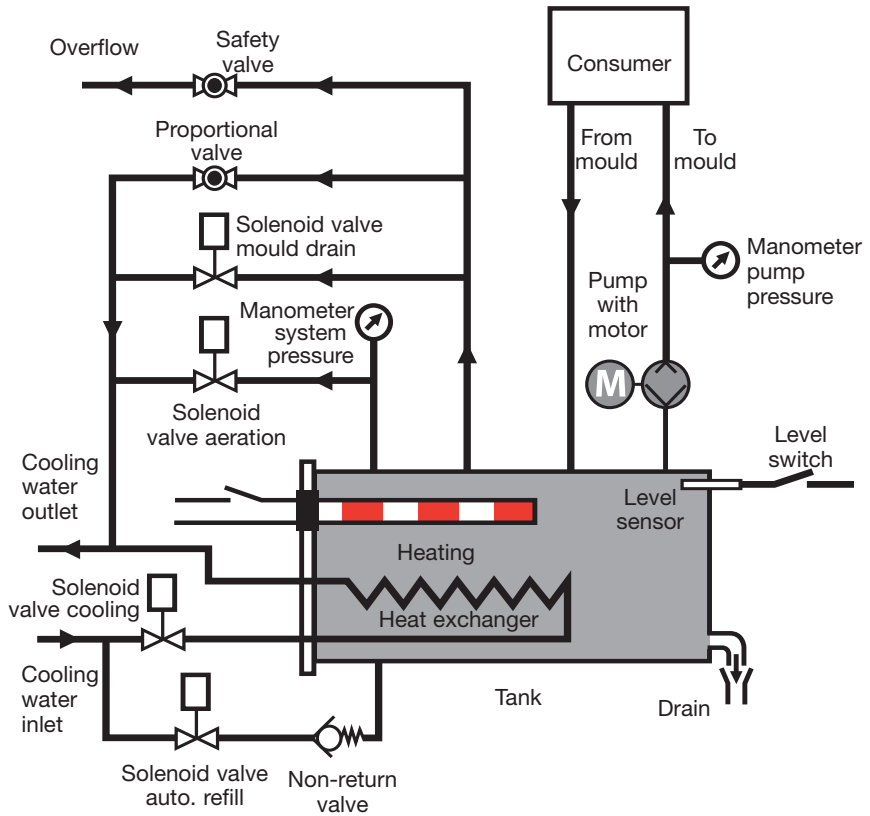 Overflow
Safety
valve
Consumer
Proportional
valve
From
mould
To
mould
Solenoid valve
mould drain
Manometer
pump
pressure
Pump
with
motor
Manometer
system
pressure
M
Solenoid
valve aeration
Level
switch
Cooling
water
outlet
Level
sensor
Heating
Solenoid
valve cooling
Heat exchanger
Cooling
water
inlet
Tank
Drain
Solenoid valve
auto. refill
Non-return
valve